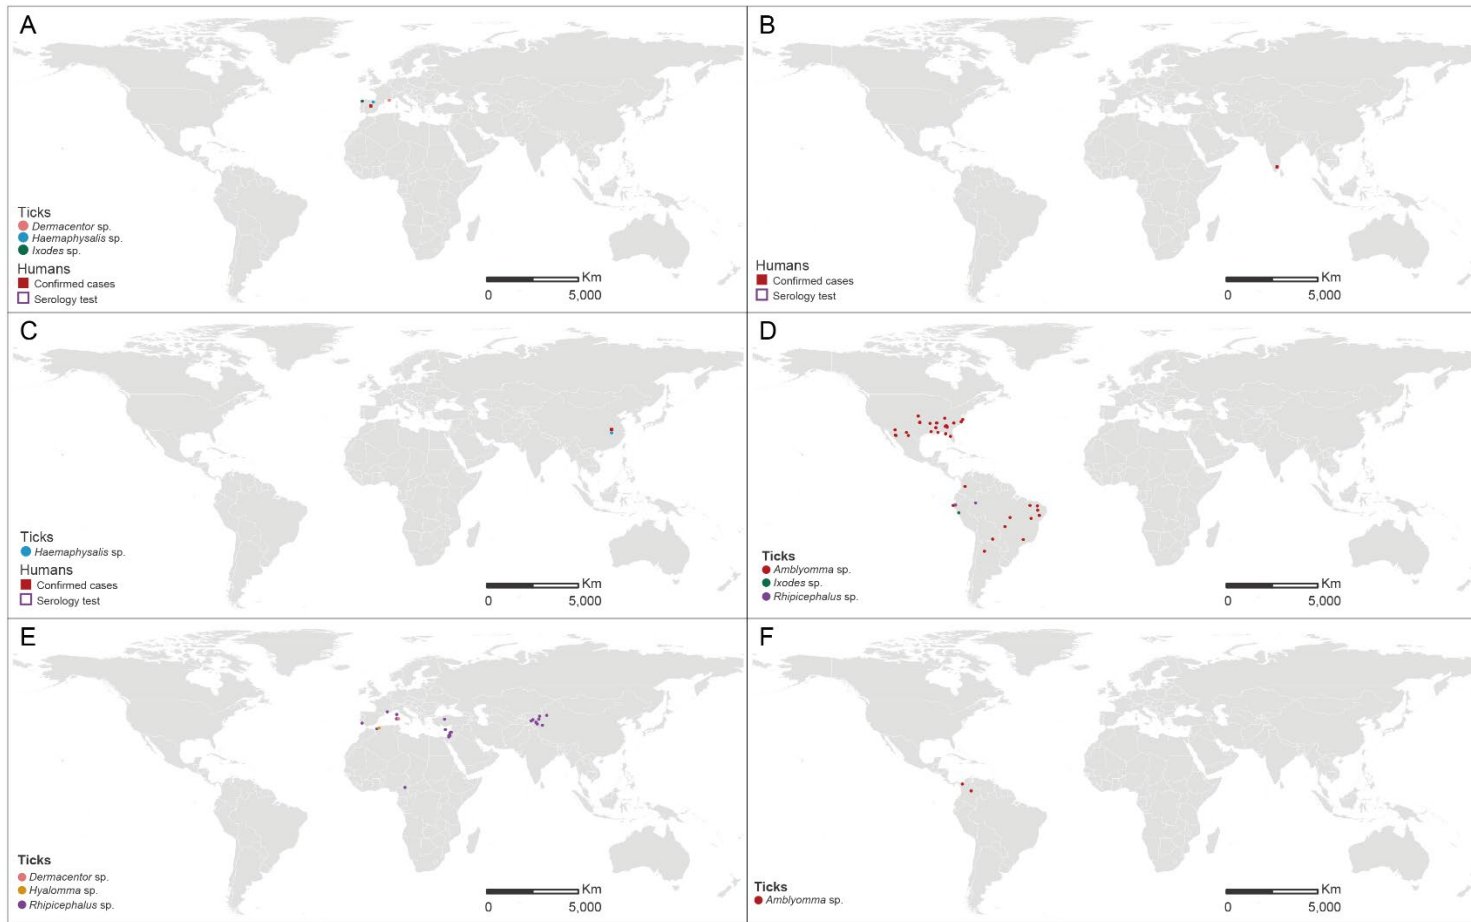 A
Ticks
Dermacentor sp.
Haemaphysalis sp.
Ixodes sp.
Humans
Confirmed cases
Serology test
Km
0 5,000
B
Humans
Confirmed cases
Serology test
Km
0 5,000
C
Ticks
Haemaphysalis sp.
Humans
Confirmed cases
Serology test
Km
0 5,000
D
Ticks
Amblyomma sp.
Ixodes sp.
Rhipicephalus sp.
Km
0 5,000
E
Ticks
Dermacentor sp.
Hyalomma sp.
Rhipicephalus sp.
Km
0 5,000
F
Ticks
Amblyomma sp.
Km
0 5,000